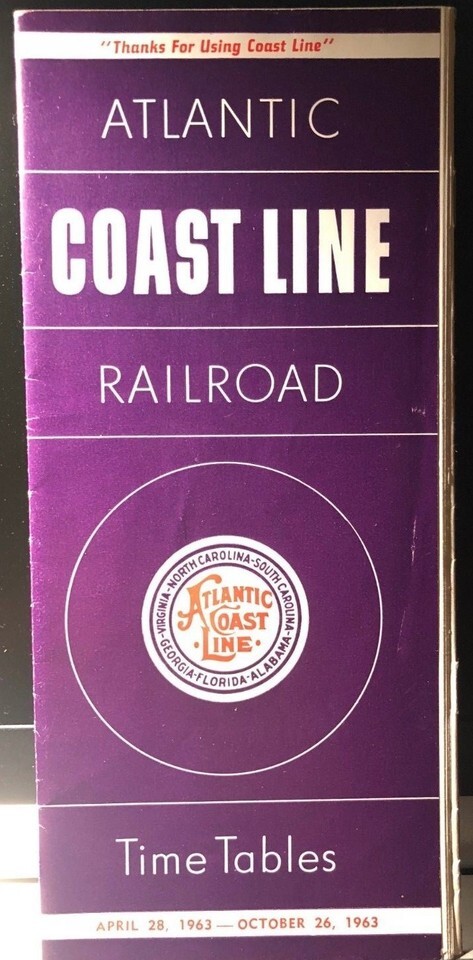 "Thanks For Using Coast Line"
ATLANTIC
COAST LINE
RAILROAD
VIRGINIA-NORTH CAROLINA-SOUTH CAROLINA-
GEORGIA-FLORIDA-ALABAMA-
ATLANTIC
COAST
·LINE·
Time Tables
APRIL 28, 1963 — OCTOBER 26, 1963